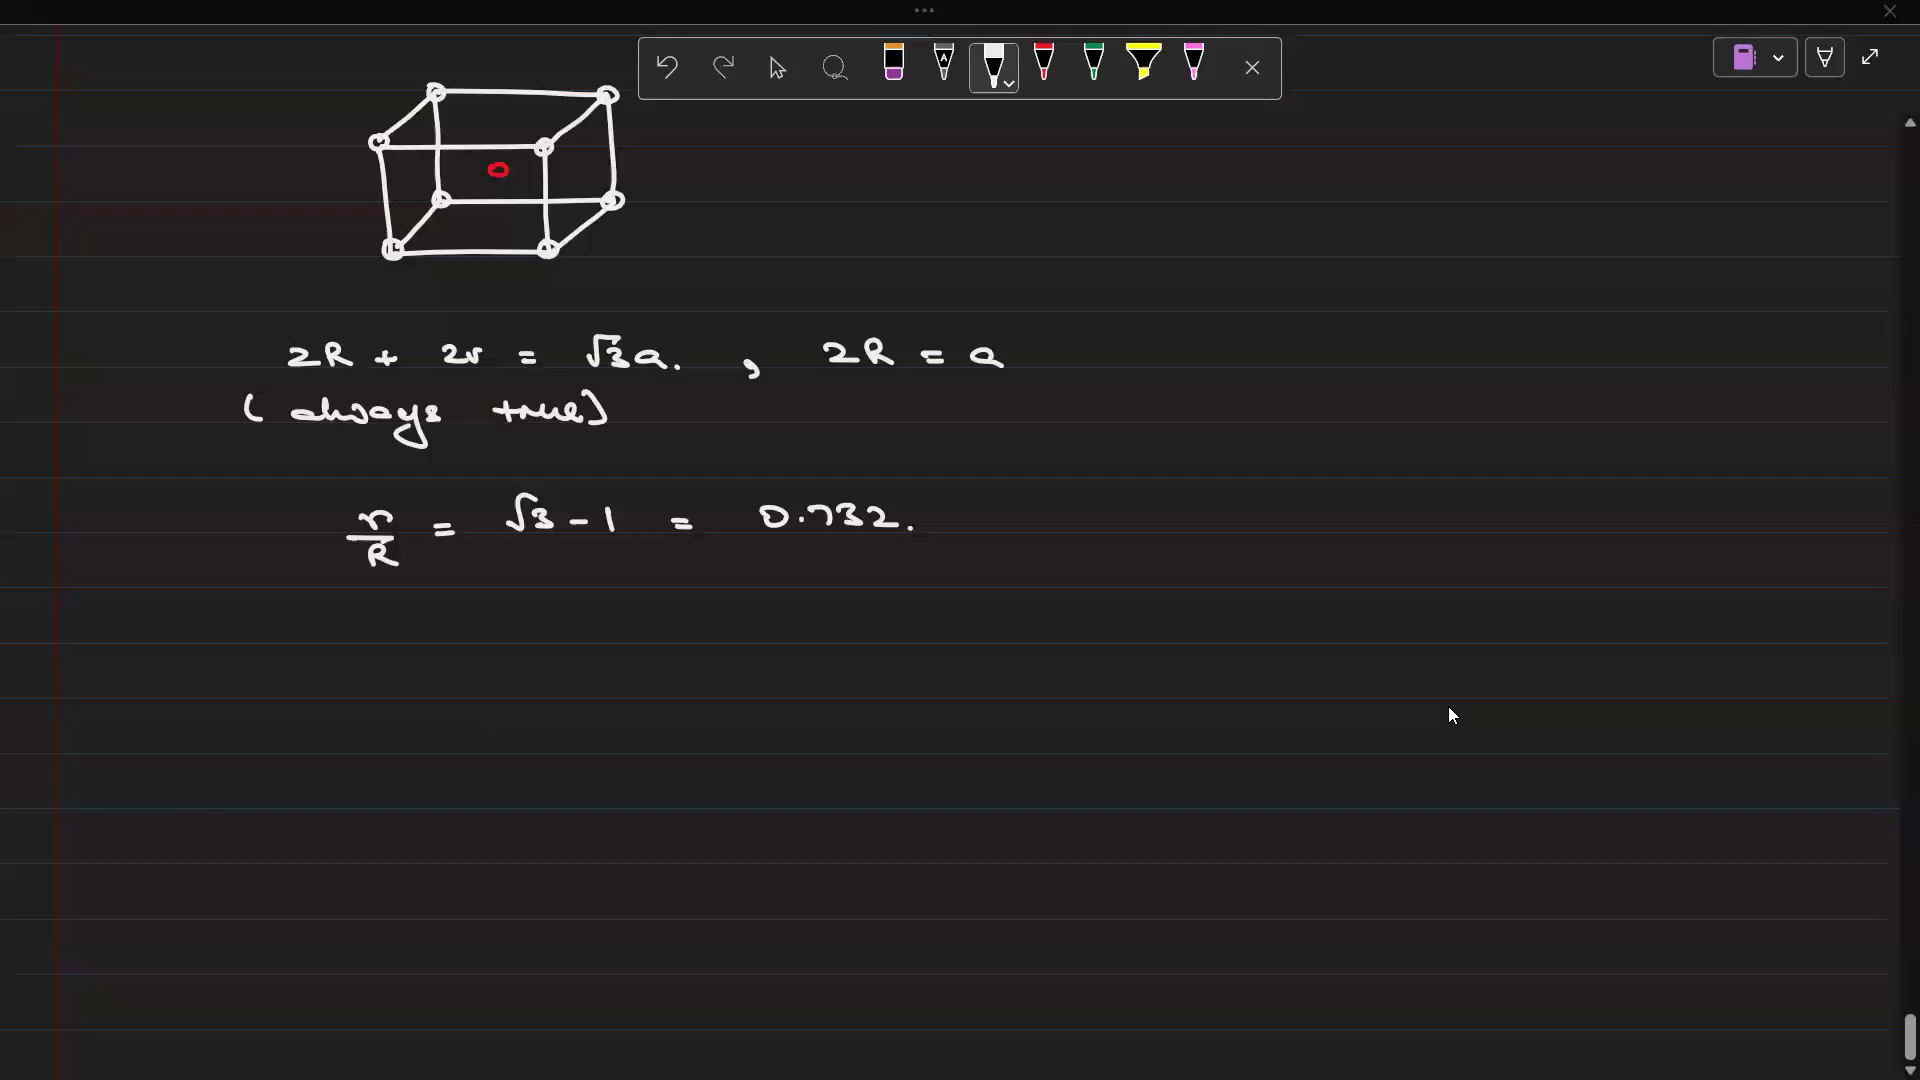 2R + 2r = √3a. , 2R = a
(always true)
r/R = √3 - 1 = 0.732.